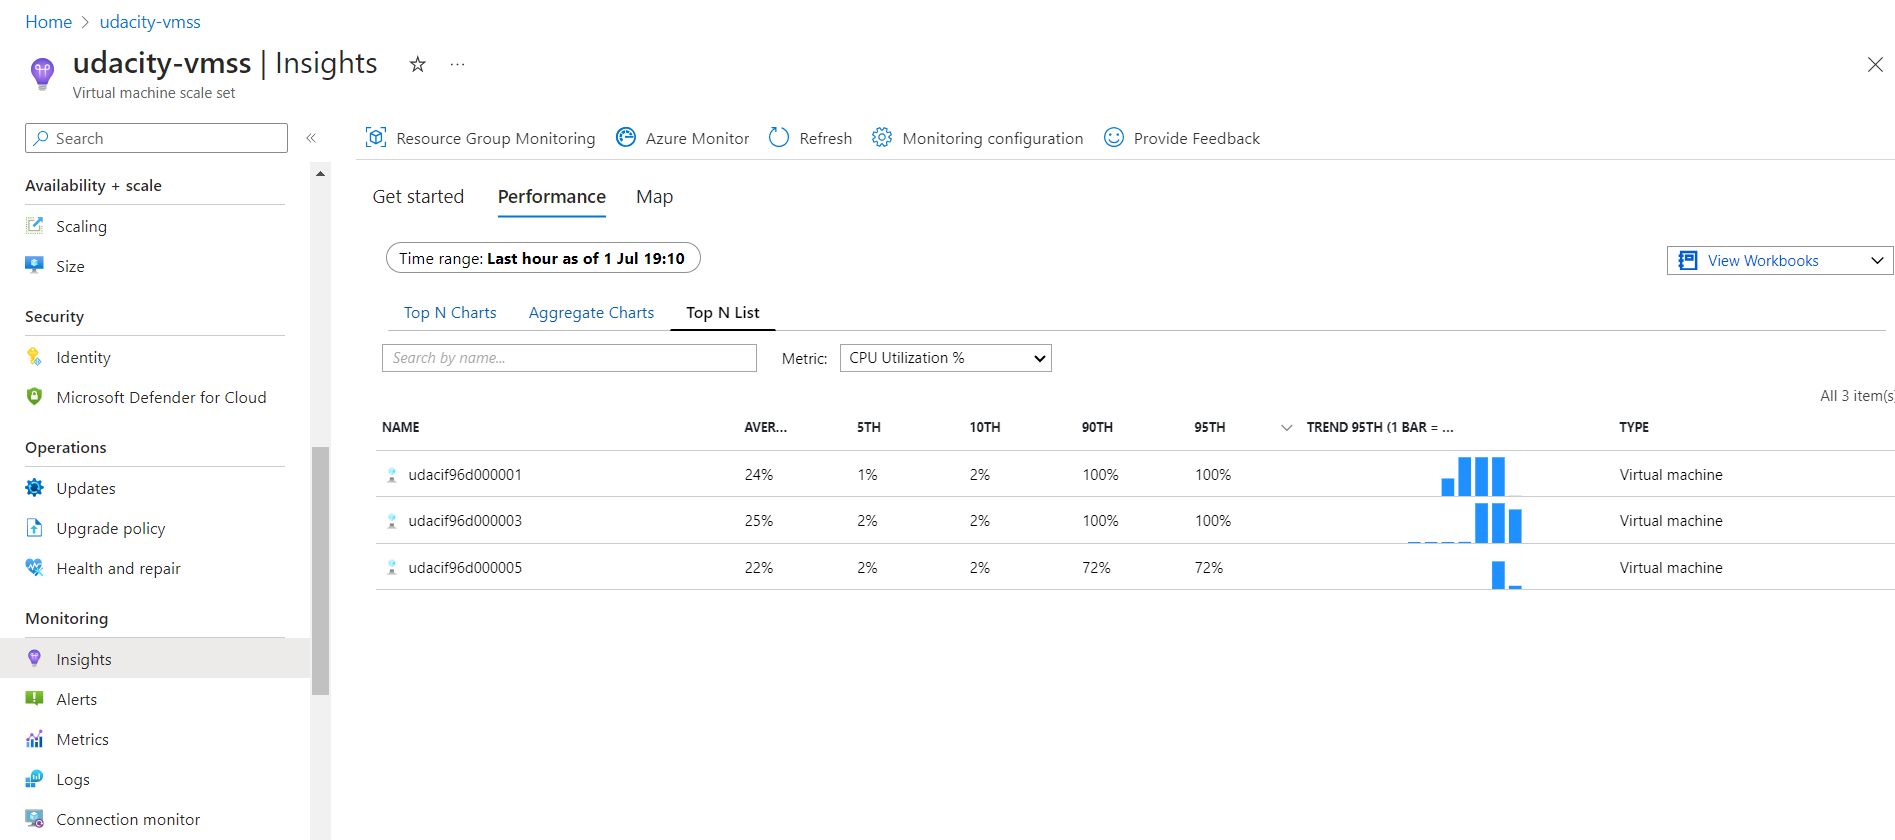 Home > udacity-vmss
udacity-vmss | Insights
Virtual machine scale set
Search
Availability + scale
Scaling
Size
Security
Identity
Microsoft Defender for Cloud
Operations
Updates
Upgrade policy
Health and repair
Monitoring
Insights
Alerts
Metrics
Logs
Connection monitor
Resource Group Monitoring Azure Monitor Refresh Monitoring configuration Provide Feedback
Get started Performance Map
Time range: Last hour as of 1 Jul 19:10
View Workbooks
Top N Charts Aggregate Charts Top N List
Search by name... Metric: CPU Utilization %
All 3 item(s
NAME AVER... 5TH 10TH 90TH 95TH TREND 95TH (1 BAR = ... TYPE
udacif96d000001 24% 1% 2% 100% 100% Virtual machine
udacif96d000003 25% 2% 2% 100% 100% Virtual machine
udacif96d000005 22% 2% 2% 72% 72% Virtual machine